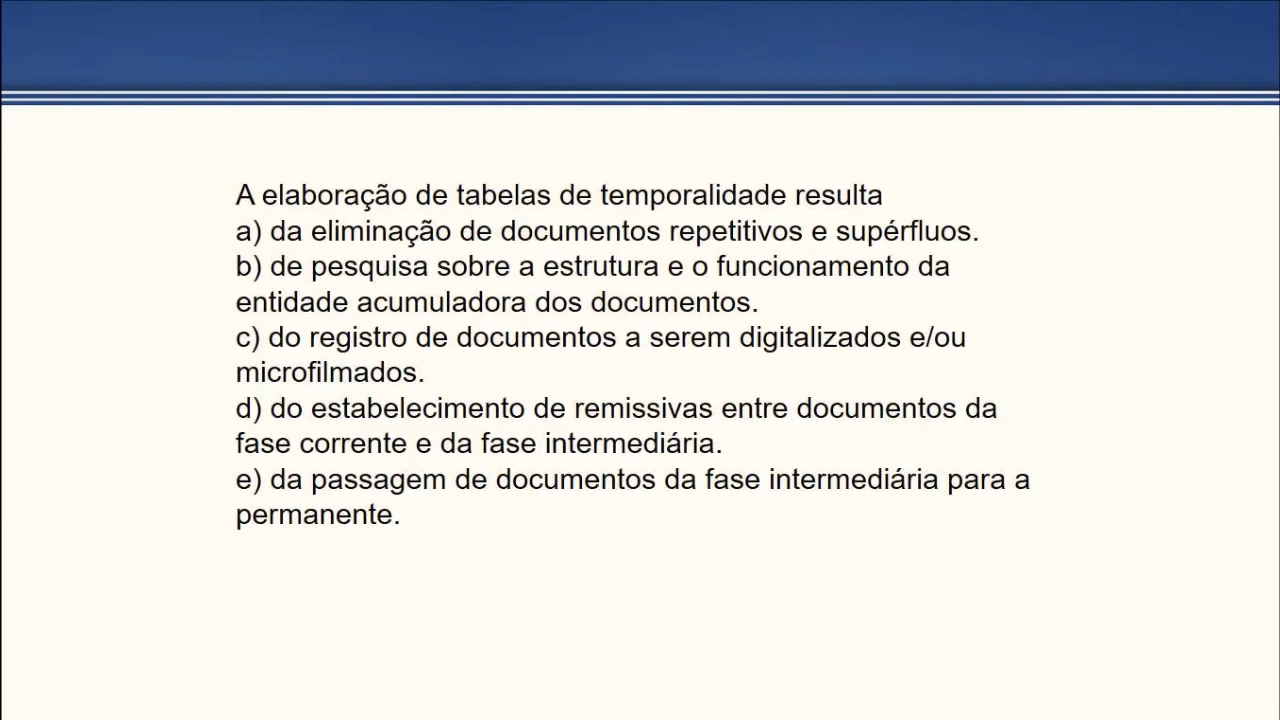 A elaboração de tabelas de temporalidade resulta
a) da eliminação de documentos repetitivos e supérfluos.
b) de pesquisa sobre a estrutura e o funcionamento da
entidade acumuladora dos documentos.
c) do registro de documentos a serem digitalizados e/ou
microfilmados.
d) do estabelecimento de remissivas entre documentos da
fase corrente e da fase intermediária.
e) da passagem de documentos da fase intermediária para a
permanente.